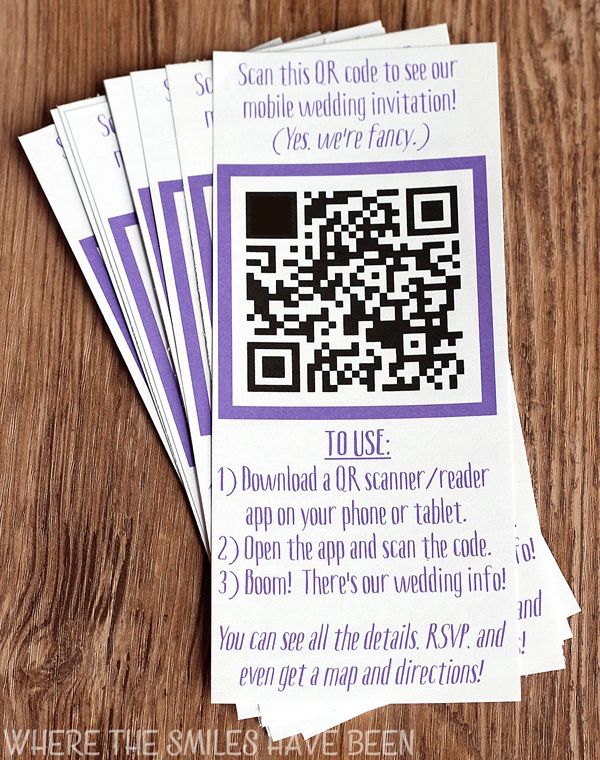 Scan this QR code to see our
mobile wedding invitation!
(Yes, we're fancy.)
TO USE:
1) Download a QR scanner/reader
app on your phone or tablet.
2) Open the app and scan the code.
3) Boom! There's our wedding info!
You can see all the details, RSVP, and
even get a map and directions!
WHERE THE SMILES HAVE BEEN